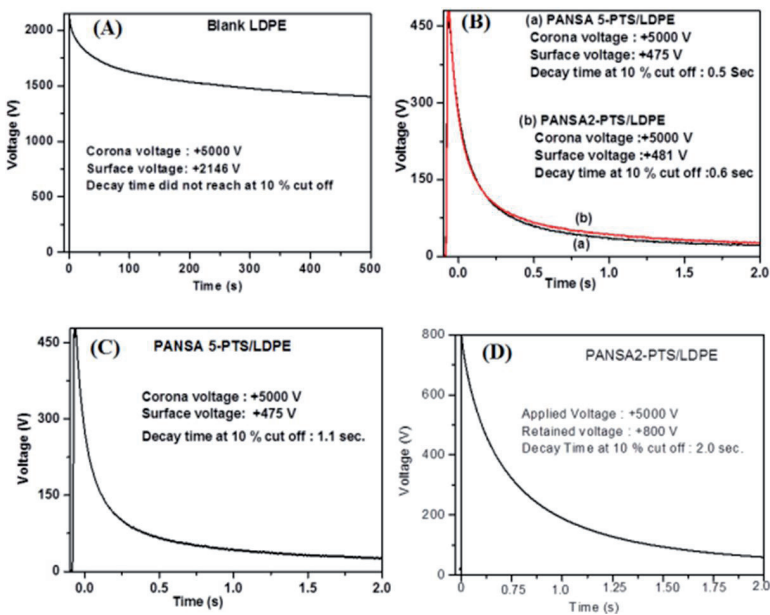 (A)
Blank LDPE
Voltage (V)
2000
1500
1000
500
0
Corona voltage : +5000 V
Surface voltage: +2146 V
Decay time did not reach at 10 % cut off
0 100 200 300 400 500
Time (s)
(B)
(a) PANSA 5-PTS/LDPE
Corona voltage : +5000 V
Surface voltage: +475 V
Decay time at 10 % cut off : 0.5 Sec
(b) PANSA2-PTS/LDPE
Corona voltage :+5000 V
Surface voltage :+481 V
Decay time at 10 % cut off :0.6 sec
Voltage (V)
450
300
150
0
(b)
(a)
0.0 0.5 1.0 1.5 2.0
Time (s)
(C)
PANSA 5-PTS/LDPE
Corona voltage : +5000 V
Surface voltage: +475 V
Decay time at 10 % cut off : 1.1 sec.
Voltage (V)
450
300
150
0
0.0 0.5 1.0 1.5 2.0
Time (s)
(D)
PANSA2-PTS/LDPE
Applied Voltage : +5000 V
Retained voltage : +800 V
Decay Time at 10 % cut off : 2.0 sec.
Voltage (V)
800
600
400
200
0
0 0.75 1.0 1.25 1.50 1.75 2.0
Time (s)